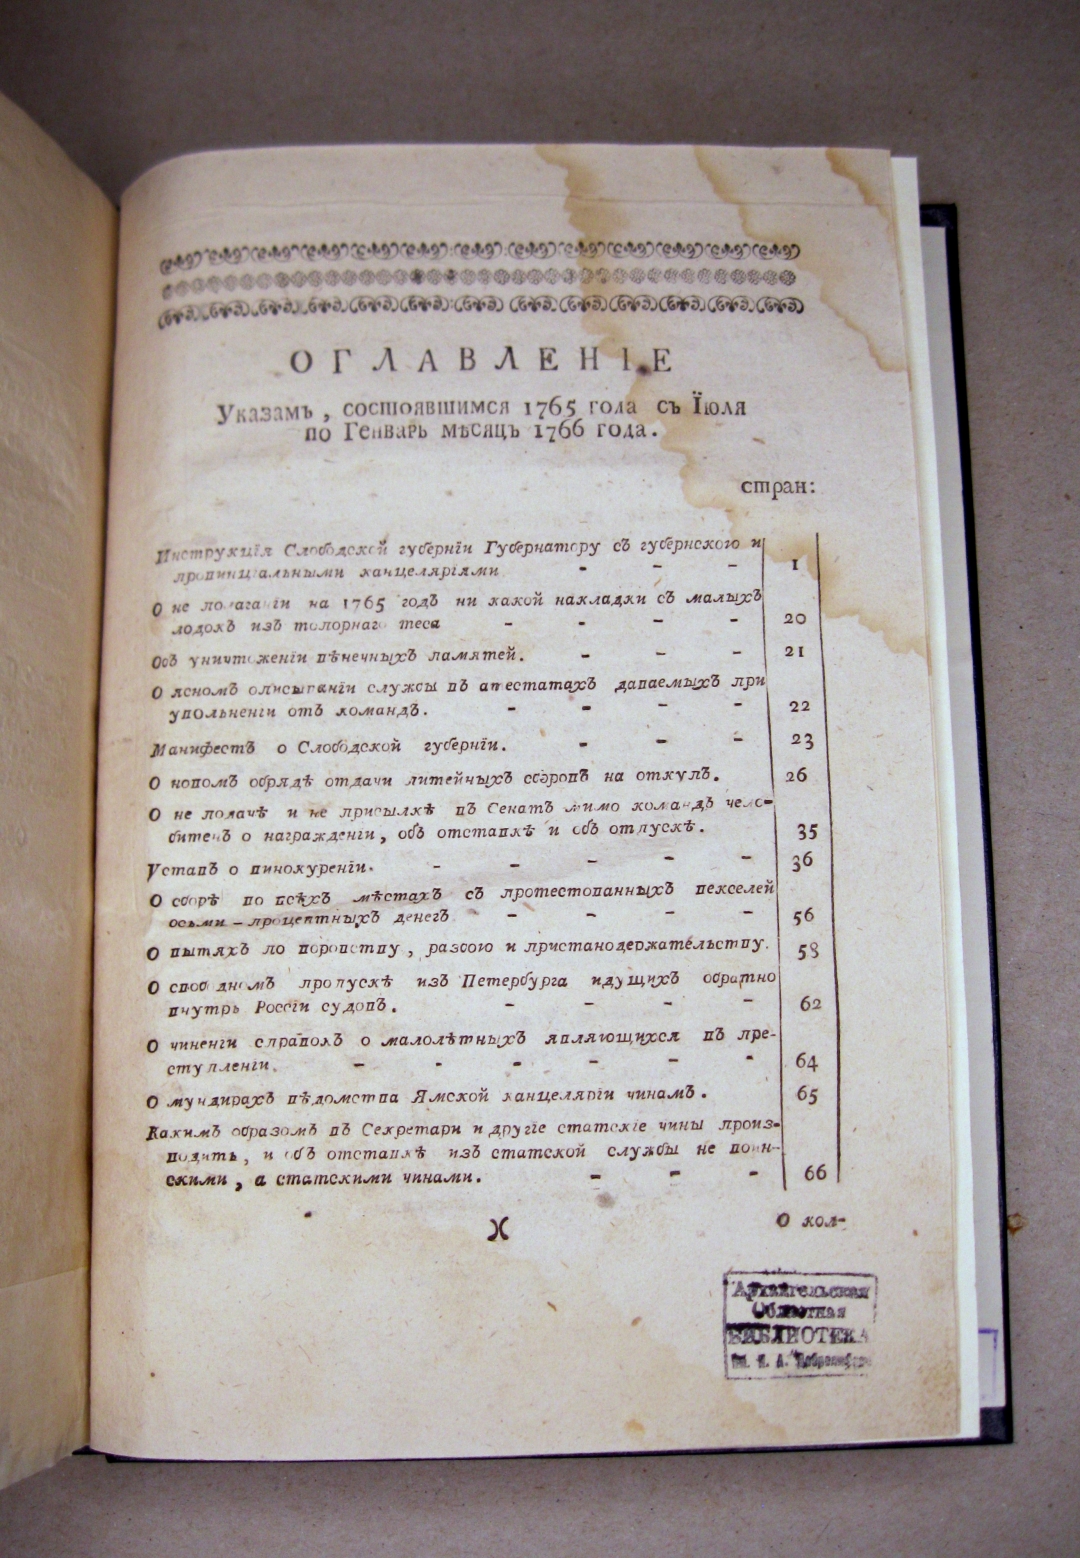 ОГЛАВЛЕНІЕ
Указамъ, состоявшимся 1765 года съ Їюля
по Генварь мѣсяцъ 1766 года.
стран:
Инструкція Слободской губерніи Губернатору съ губернскою и
провинціальными канцеляріями - - - 1
О не полаганіи на 1765 годъ ни какой накладки съ малыхъ
лодокъ изъ топорнаго теса - - - - 20
Объ уничтоженіи пѣнечныхъ памятей. - - - 21
О ясномъ описываніи службы въ атестатахъ даваемыхъ при
увольненіи отъ командъ. - - - - 22
Манифестъ о Слободской губерніи. - - - 23
О новомъ обрядѣ отдачи питейныхъ сборовъ на откупъ. 26
О не подачѣ и не присылкѣ въ Сенатъ мимо командъ чело-
битенъ о награжденіи, объ отставкѣ и объ отпускѣ. 35
Уставъ о винокуреніи. - - - - - 36
О сборѣ по всѣхъ мѣстахъ съ протестованныхъ векселей
осьми-процентныхъ денегъ - - - - 56
О пытяхъ по воровству, разбою и пристанодержательству. 58
О свободномъ пропускѣ изъ Петербурга идущихъ обратно
внутрь Россіи судовъ. - - - - 62
О чиненіи справокъ о малолѣтныхъ являющихся въ пре-
ступленіи. - - - - - - 64
О мундирахъ вѣдомства Ямской канцеляріи чинамъ. 65
Какимъ образомъ въ Секретари и другіе статскіе чины произ-
водить, и объ отставкѣ изъ статской службы не воин-
скими, а статскими чинами. - - - 66
)( О кол-
Архангельская
Областная
БИБЛИОТЕКА
им. Н. А. Добролюбова